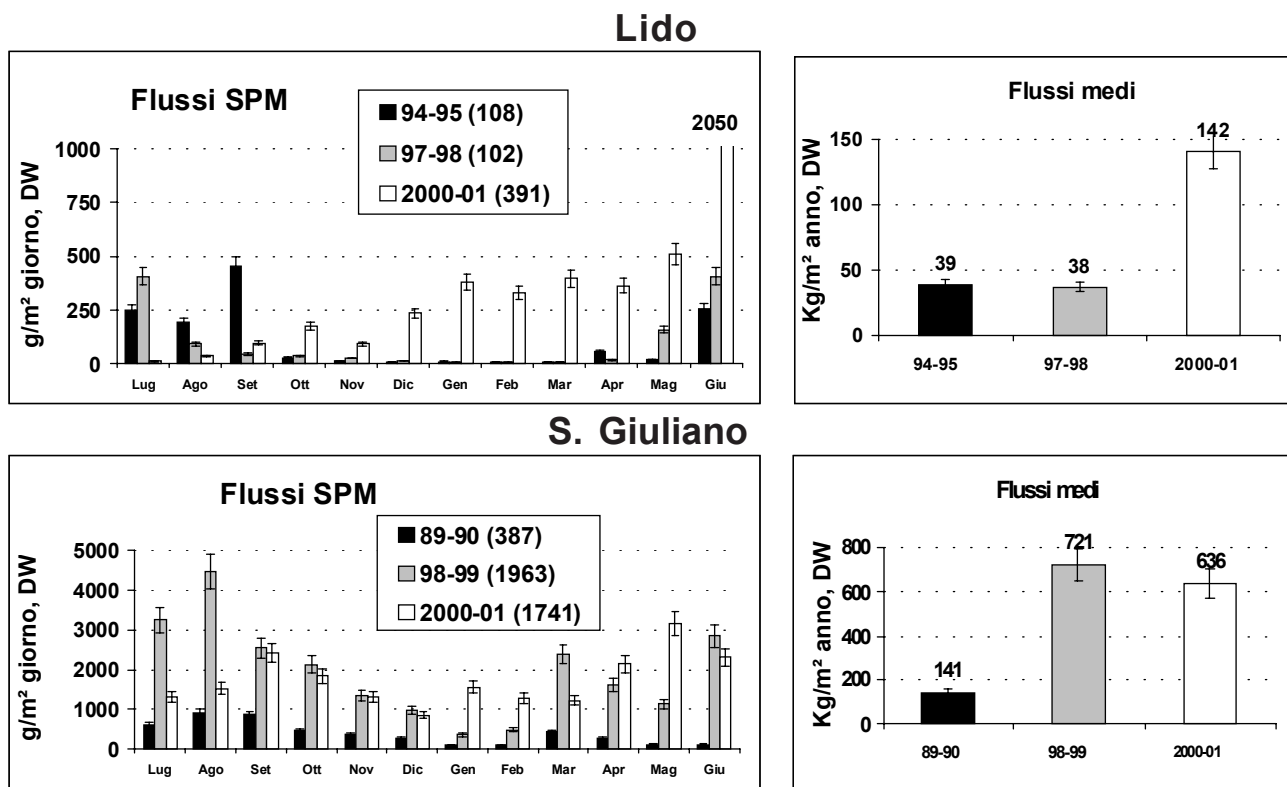 Lido
Flussi SPM
94-95 (108)
97-98 (102)
2000-01 (391)
2050
g/m² giorno, DW
1000
750
500
250
0
Lug Ago Set Ott Nov Dic Gen Feb Mar Apr Mag Giu
Flussi medi
Kg/m² anno, DW
150
100
50
0
39
38
142
94-95 97-98 2000-01
S. Giuliano
Flussi SPM
89-90 (387)
98-99 (1963)
2000-01 (1741)
g/m² giorno, DW
5000
4000
3000
2000
1000
0
Lug Ago Set Ott Nov Dic Gen Feb Mar Apr Mag Giu
Flussi medi
Kg/m² anno, DW
800
600
400
200
0
141
721
636
89-90 98-99 2000-01